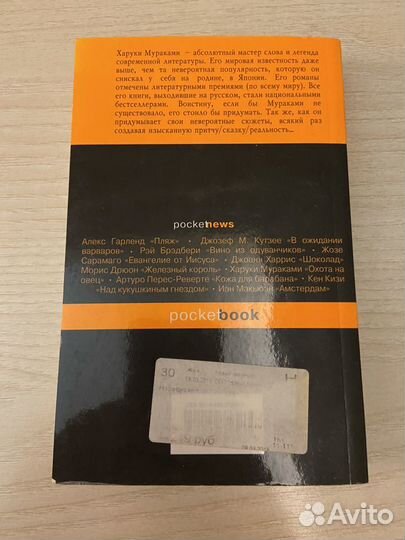 Харуки Мураками – абсолютный мастер слова и легенда
современной литературы. Его мировая известность даже
выше, чем та невероятная популярность, которую он
снискал у себя на родине, в Японии. Его романы
отмечены литературными премиями (по всему миру). Все
его книги, выходившие на русском, стали национальными
бестселлерами. Воистину, если бы Мураками не
существовало, его стоило бы придумать. Так же, как он
придумывает свои невероятные сюжеты, всякий раз
создавая изысканную притчу/сказку/реальность...
pocketnews
Алекс Гарленд «Пляж» • Джозеф М. Кутзее «В ожидании
варваров» • Рэй Брэдбери «Вино из одуванчиков» • Жозе
Сарамаго «Евангелие от Иисуса» • Джоанн Харрис «Шоколад»
Морис Дрюон «Железный король» • Харуки Мураками «Охота на
овец» • Артуро Перес-Реверте «Кожа для барабана» • Кен Кизи
«Над кукушкиным гнездом» • Иэн Макьюэн «Амстердам»
pocketbook
30
руб
Avito